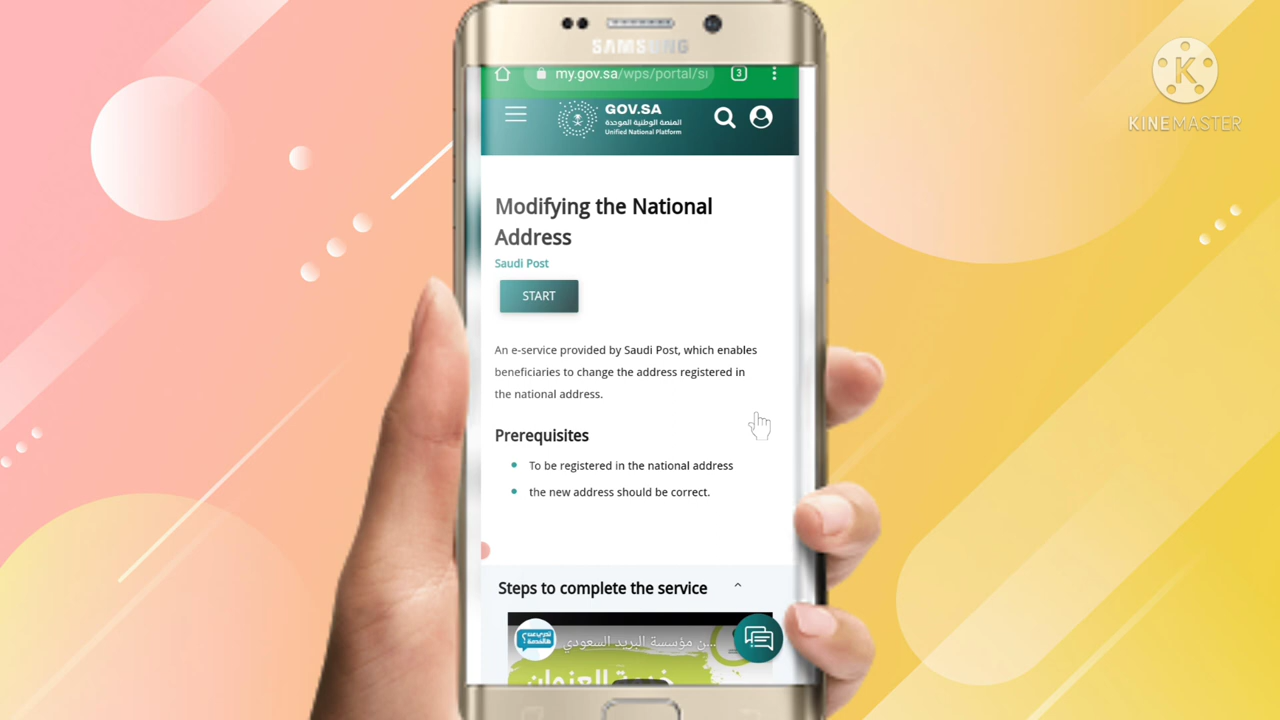 SAMSUNG
my.gov.sa/wps/portal/s
3
GOV.SA
المنصة الوطنية الموحدة
Unified National Platform
K
KINEMASTER
Modifying the National
Address
Saudi Post
START
An e-service provided by Saudi Post, which enables
beneficiaries to change the address registered in
the national address.
Prerequisites
To be registered in the national address
the new address should be correct.
Steps to complete the service
ن مؤسسة البريد السعودي...
خدمة العنوان